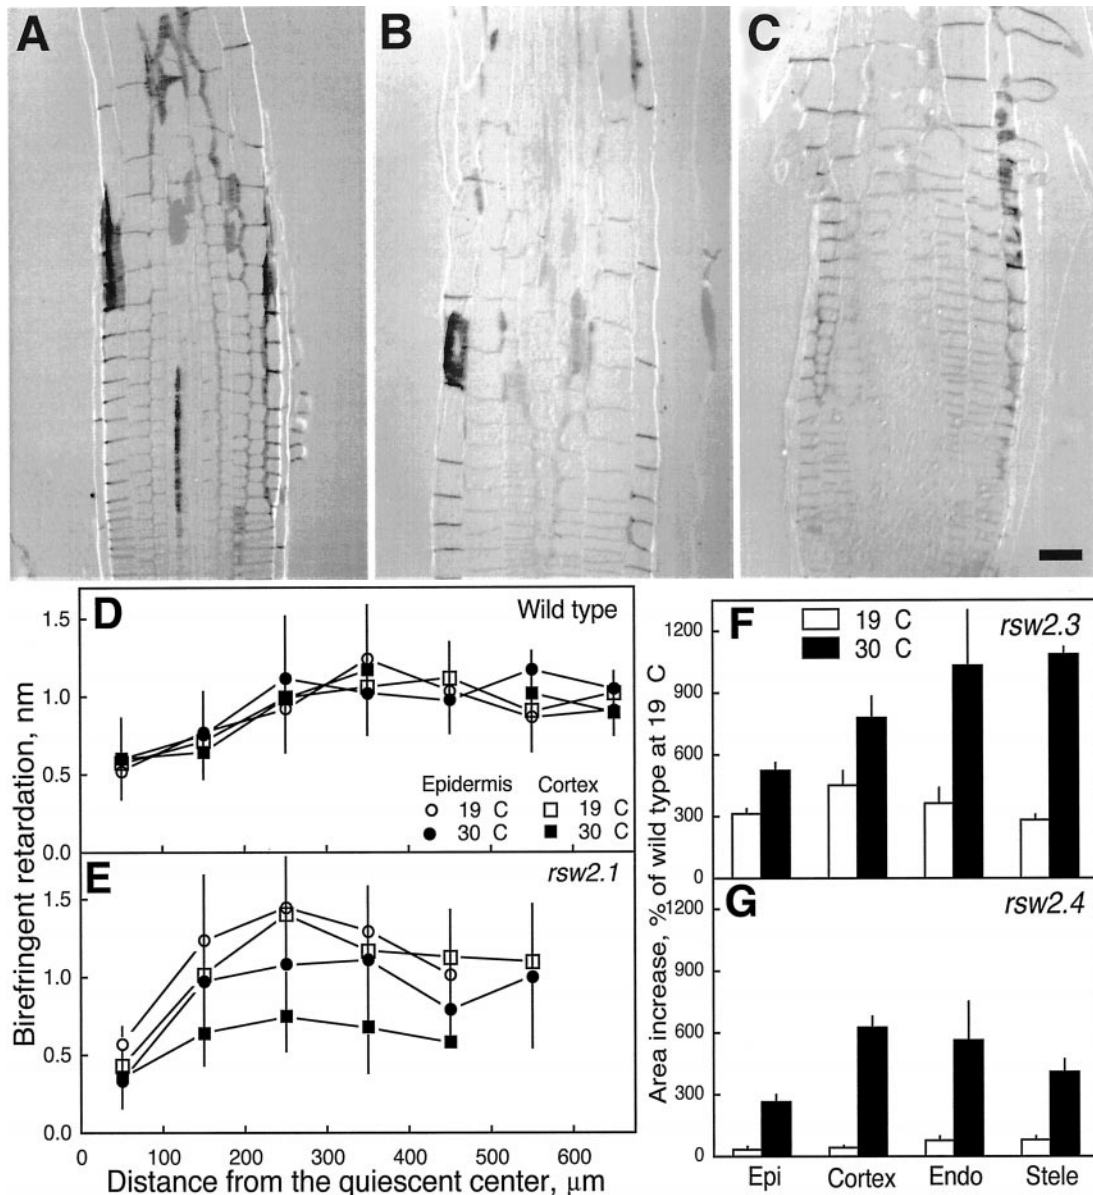 A
B
C
D
Wild type
1.5
1.0
0.5
0.0
Epidermis Cortex
19 C 19 C
30 C 30 C
E
rsw2.1
1.5
1.0
0.5
0.0
0 100 200 300 400 500 600
Birefringent retardation, nm
Distance from the quiescent center, μm
F
19 C
30 C
rsw2.3
1200
900
600
300
0
G
rsw2.4
1200
900
600
300
0
Epi Cortex Endo Stele
Area increase, % of wild type at 19 C